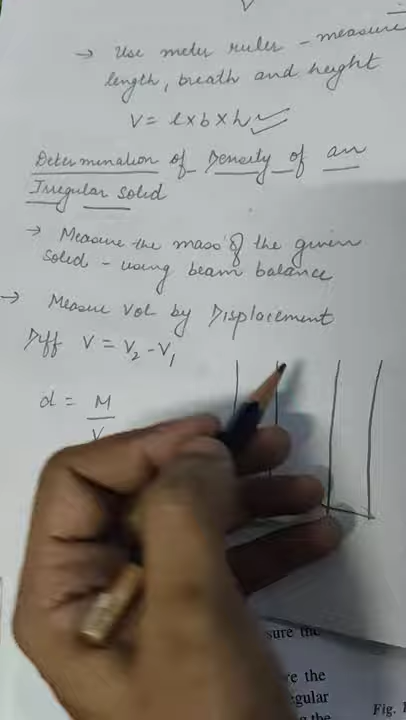 → Use meter ruler - measure
length, breath and height
V = l x b x h
Determination of Density of an
Irregular solid
→ Measure the mass of the given
solid - using beam balance
→ Measure Vol by Displacement
Diff V = V₂ - V₁
d = M
V
sure the
re the
gular
the
Fig. 1